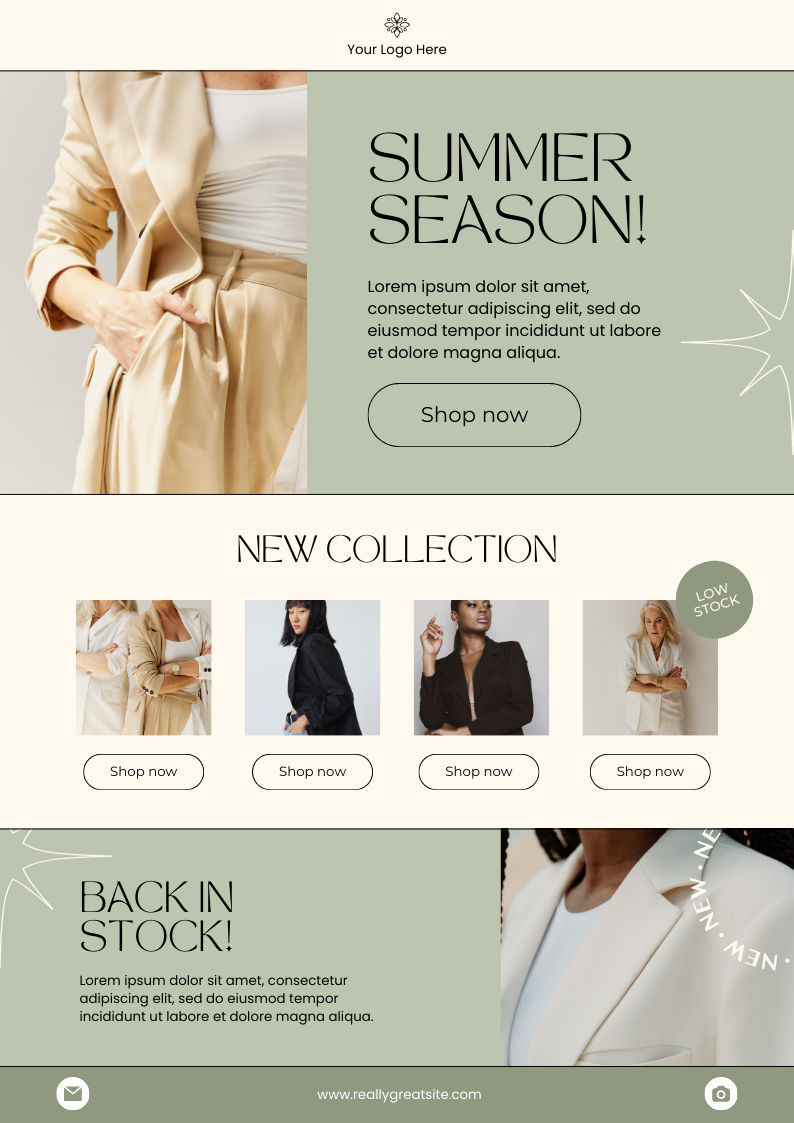 Your Logo Here
SUMMER
SEASON!
Lorem ipsum dolor sit amet,
consectetur adipiscing elit, sed do
eiusmod tempor incididunt ut labore
et dolore magna aliqua.
Shop now
NEW COLLECTION
LOW
STOCK
Shop now
Shop now
Shop now
Shop now
BACK IN
STOCK!
Lorem ipsum dolor sit amet, consectetur
adipiscing elit, sed do eiusmod tempor
incididunt ut labore et dolore magna aliqua.
NE · NEW · NEW ·
www.reallygreatsite.com